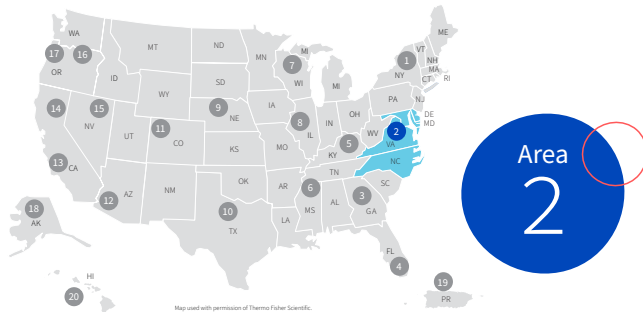 ME
WA
VT
ND
MT
MN
MI
17
16
1
NH
7
MA
OR
SD
WI
NY
ID
CT
RI
MI
WY
PA
NJ
14
15
9
IA
OH
DE
NE
8
IN
MD
NV
IL
WV
2
UT
11
5
VA
CO
KS
MO
KY
NC
13
CA
TN
OK
AR
6
SC
12
AZ
NM
3
MS
AL
GA
18
10
AK
TX
LA
FL
4
HI
19
20
PR
Area
2
Map used with permission of Thermo Fisher Scientific.